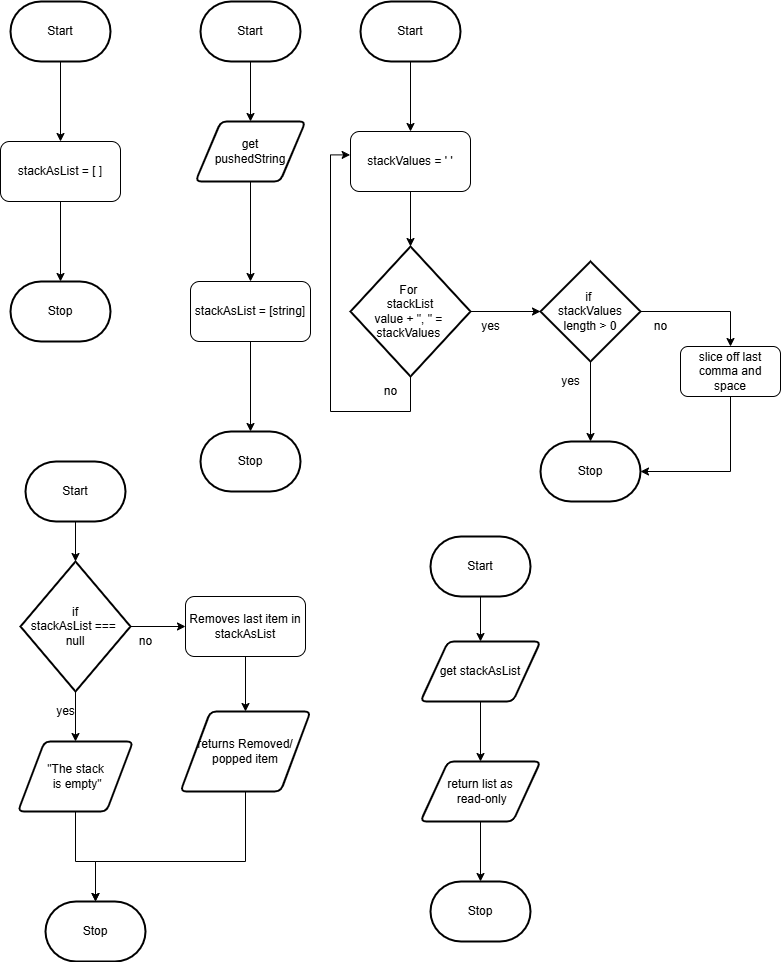 Start
stackAsList = [ ]
Stop
Start
get
pushedString
stackAsList = [string]
Stop
Start
stackValues = ' '
For
stackList
value + ", " =
stackValues
yes
no
if
stackValues
length > 0
no
yes
slice off last
comma and
space
Stop
Start
if
stackAsList ===
null
no
yes
Removes last item in
stackAsList
returns Removed/
popped item
"The stack
is empty"
Stop
Start
get stackAsList
return list as
read-only
Stop